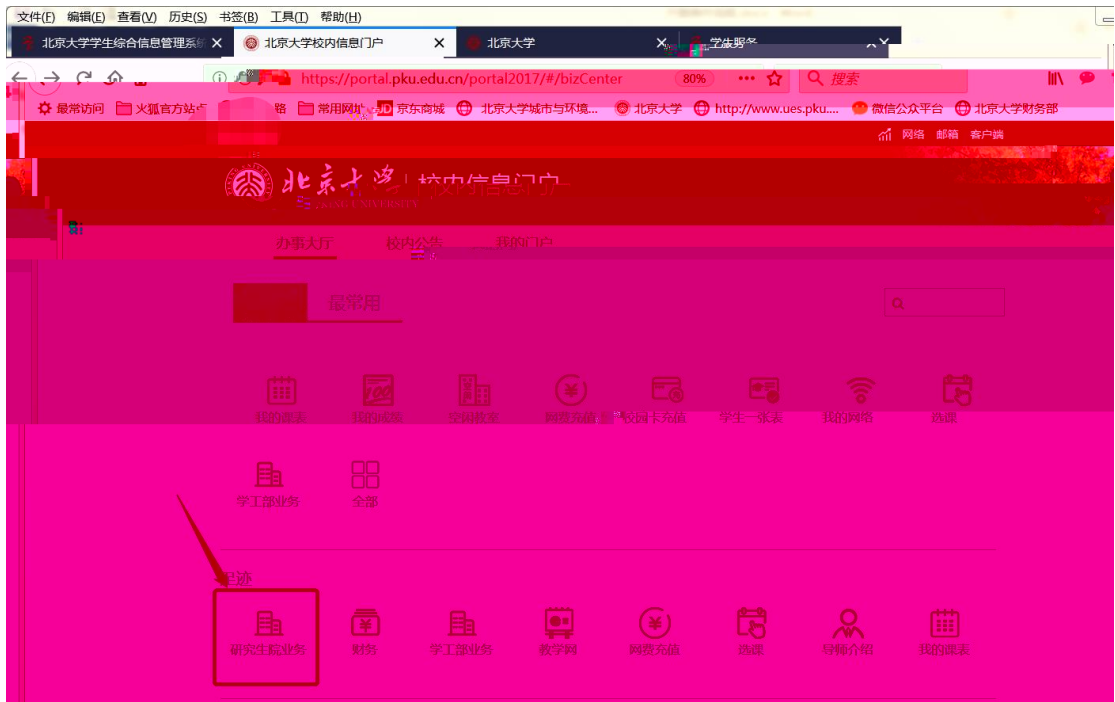 文件(F) 编辑(E) 查看(V) 历史(S) 书签(B) 工具(T) 帮助(H)
北京大学学生综合信息管理系统 北京大学校内信息门户 北京大学 学生服务
https://portal.pku.edu.cn/portal2017/#/bizCenter 80% 搜索
最常访问 火狐官方站点 常用网址 JD 京东商城 北京大学城市与环境... 北京大学 http://www.ues.pku.... 微信公众平台 北京大学财务部
网络 邮箱 客户端
北京大学 校内信息门户
办事大厅 校内公告 我的门户
最常用
我的课表 我的成绩 空闲教室 网费充值 校园卡充值 学生一张表 我的网络 选课
学工部业务 全部
足迹
研究生院业务 财务 学工部业务 教学网 网费充值 选课 导师介绍 我的课表